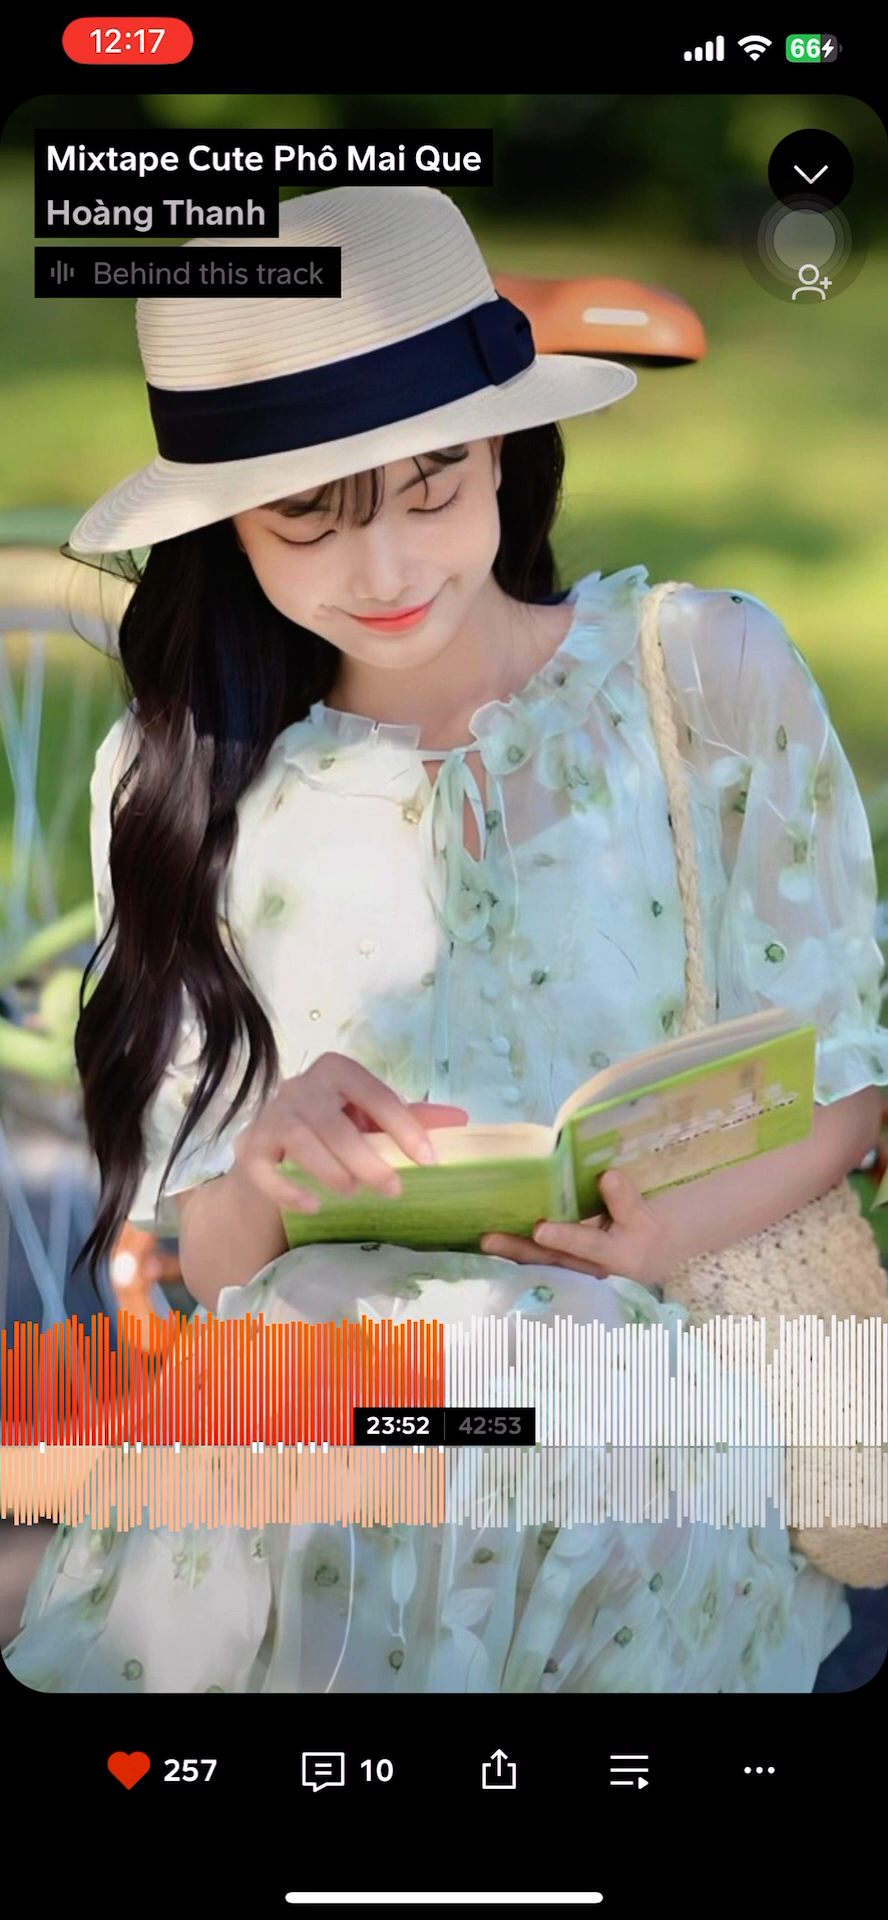 12:17
66
Mixtape Cute Phô Mai Que
Hoàng Thanh
Behind this track
23:52 42:53
257
10